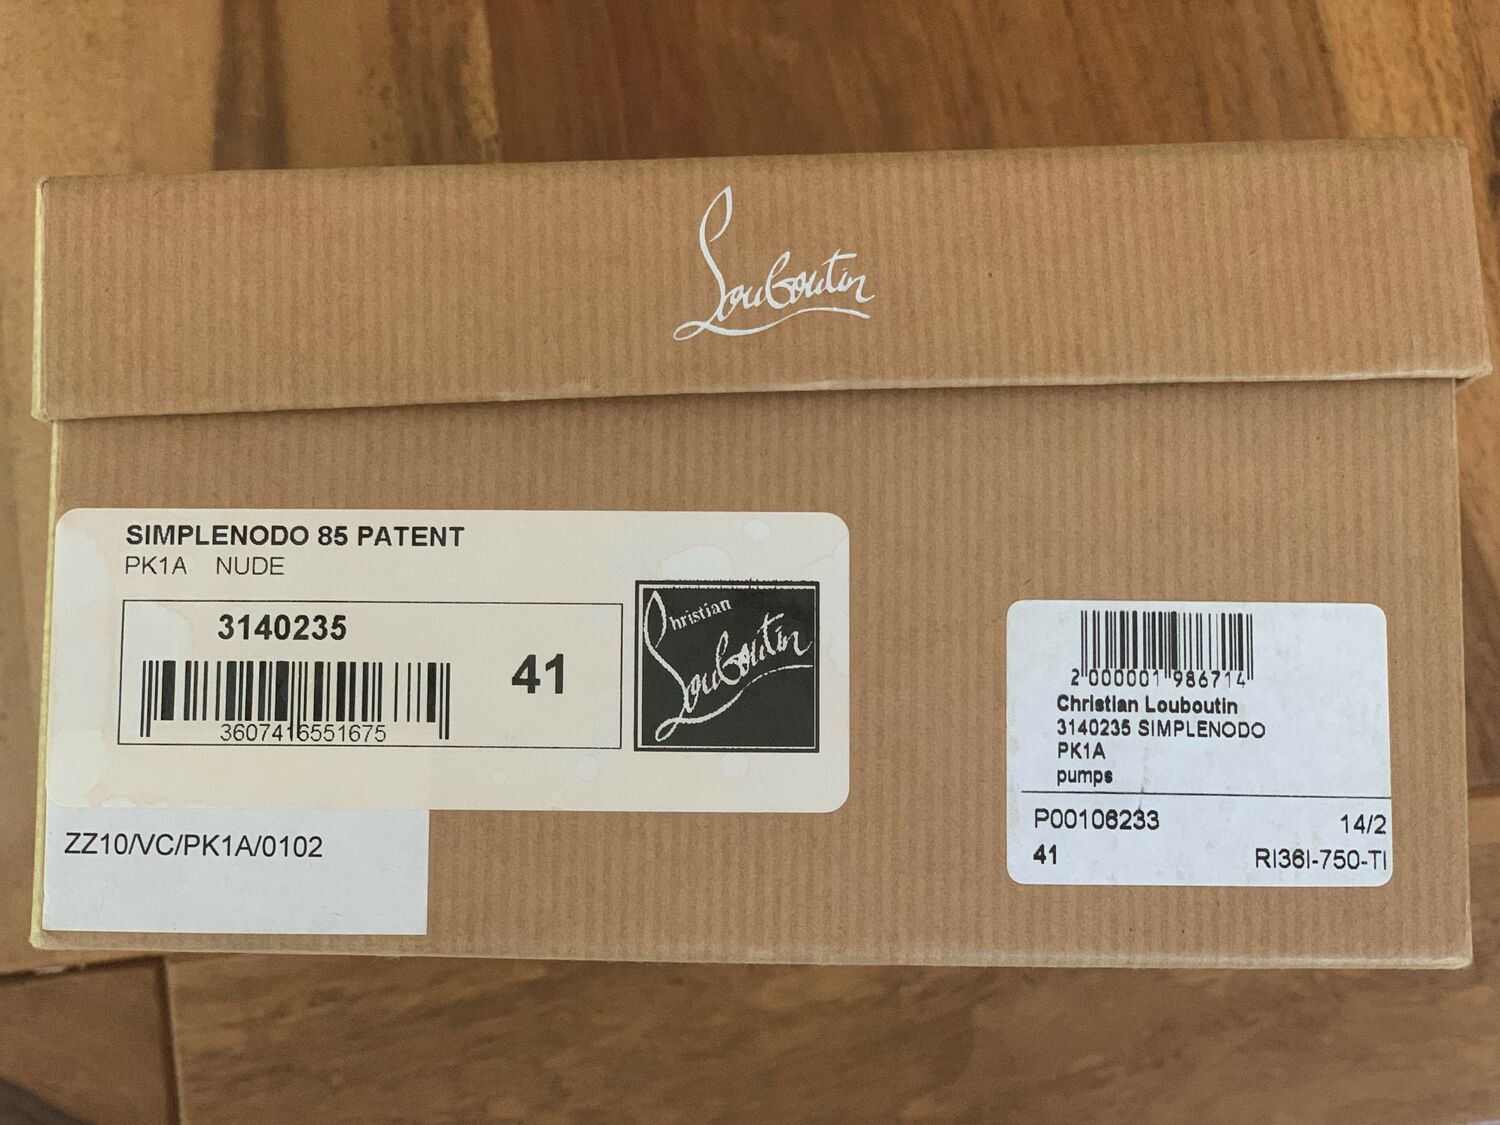 Louboutin
SIMPLENODO 85 PATENT
PK1A NUDE
3140235
41
3607416551675
Christian
Louboutin
ZZ10/VC/PK1A/0102
2 000001 986714
Christian Louboutin
3140235 SIMPLENODO
PK1A
pumps
P00106233 14/2
41 RI36I-750-TI